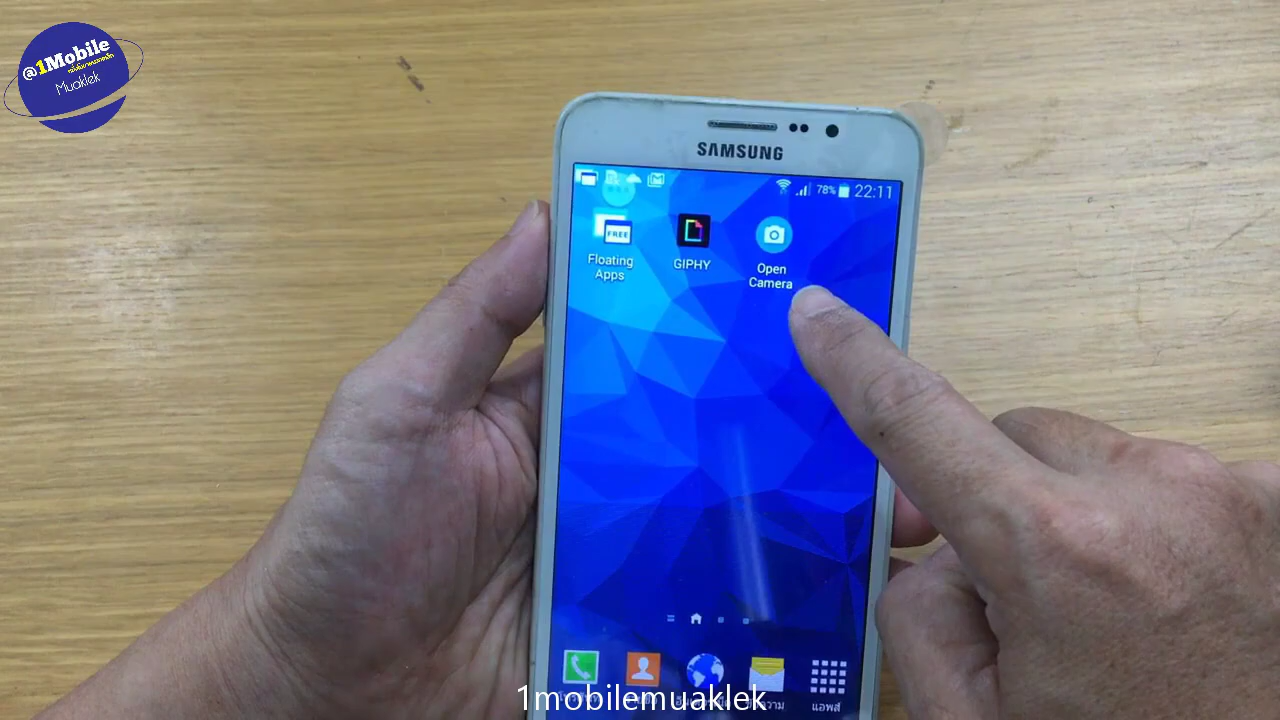 @1Mobile
Muaklek
SAMSUNG
78% 22:11
FREE
Floating
Apps
GIPHY
Open
Camera
แอพส์
1mobilemuaklek